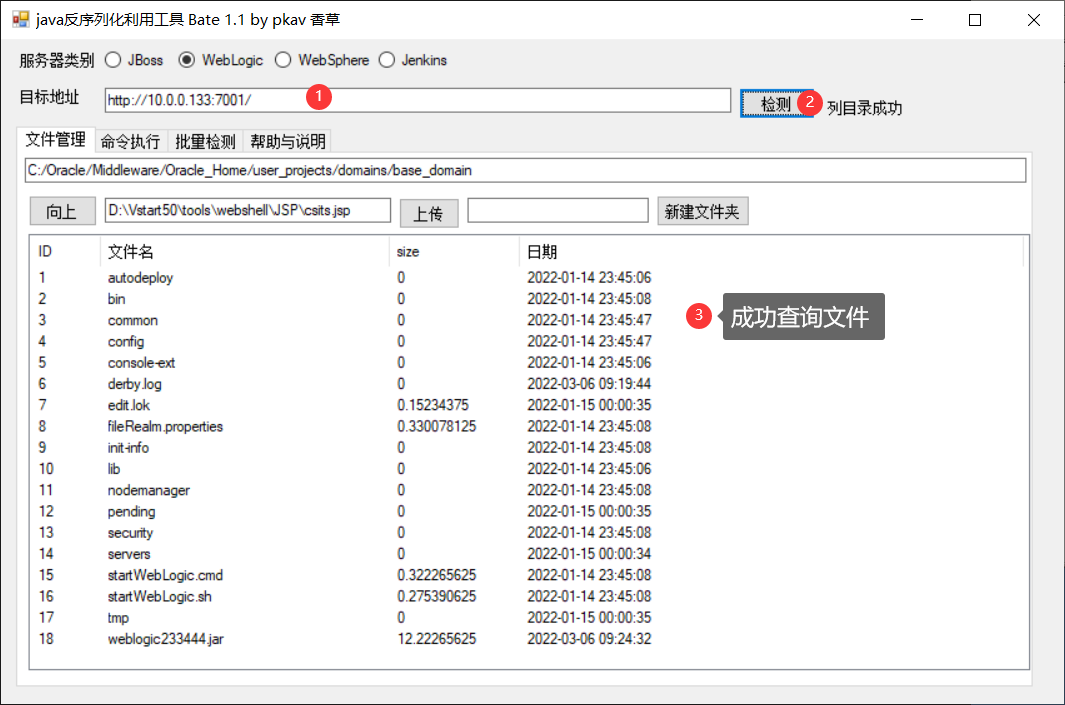 java反序列化利用工具 Bate 1.1 by pkav 香草
服务器类别 JBoss WebLogic WebSphere Jenkins
目标地址 http://10.0.0.133:7001/ 1 检测 2 列目录成功
文件管理 命令执行 批量检测 帮助与说明
C:/Oracle/Middleware/Oracle_Home/user_projects/domains/base_domain
向上 D:\Vstart50\tools\webshell\JSP\csits.jsp 上传 新建文件夹
ID 文件名 size 日期
1 autodeploy 0 2022-01-14 23:45:06
2 bin 0 2022-01-14 23:45:08
3 common 0 2022-01-14 23:45:47 3 成功查询文件
4 config 0 2022-01-14 23:45:47
5 console-ext 0 2022-01-14 23:45:06
6 derby.log 0 2022-03-06 09:19:44
7 edit.lok 0.15234375 2022-01-15 00:00:35
8 fileRealm.properties 0.330078125 2022-01-14 23:45:08
9 init-info 0 2022-01-14 23:45:08
10 lib 0 2022-01-14 23:45:06
11 nodemanager 0 2022-01-14 23:45:08
12 pending 0 2022-01-15 00:00:35
13 security 0 2022-01-14 23:45:08
14 servers 0 2022-01-15 00:00:34
15 startWebLogic.cmd 0.322265625 2022-01-14 23:45:08
16 startWebLogic.sh 0.275390625 2022-01-14 23:45:08
17 tmp 0 2022-01-15 00:00:35
18 weblogic233444.jar 12.22265625 2022-03-06 09:24:32